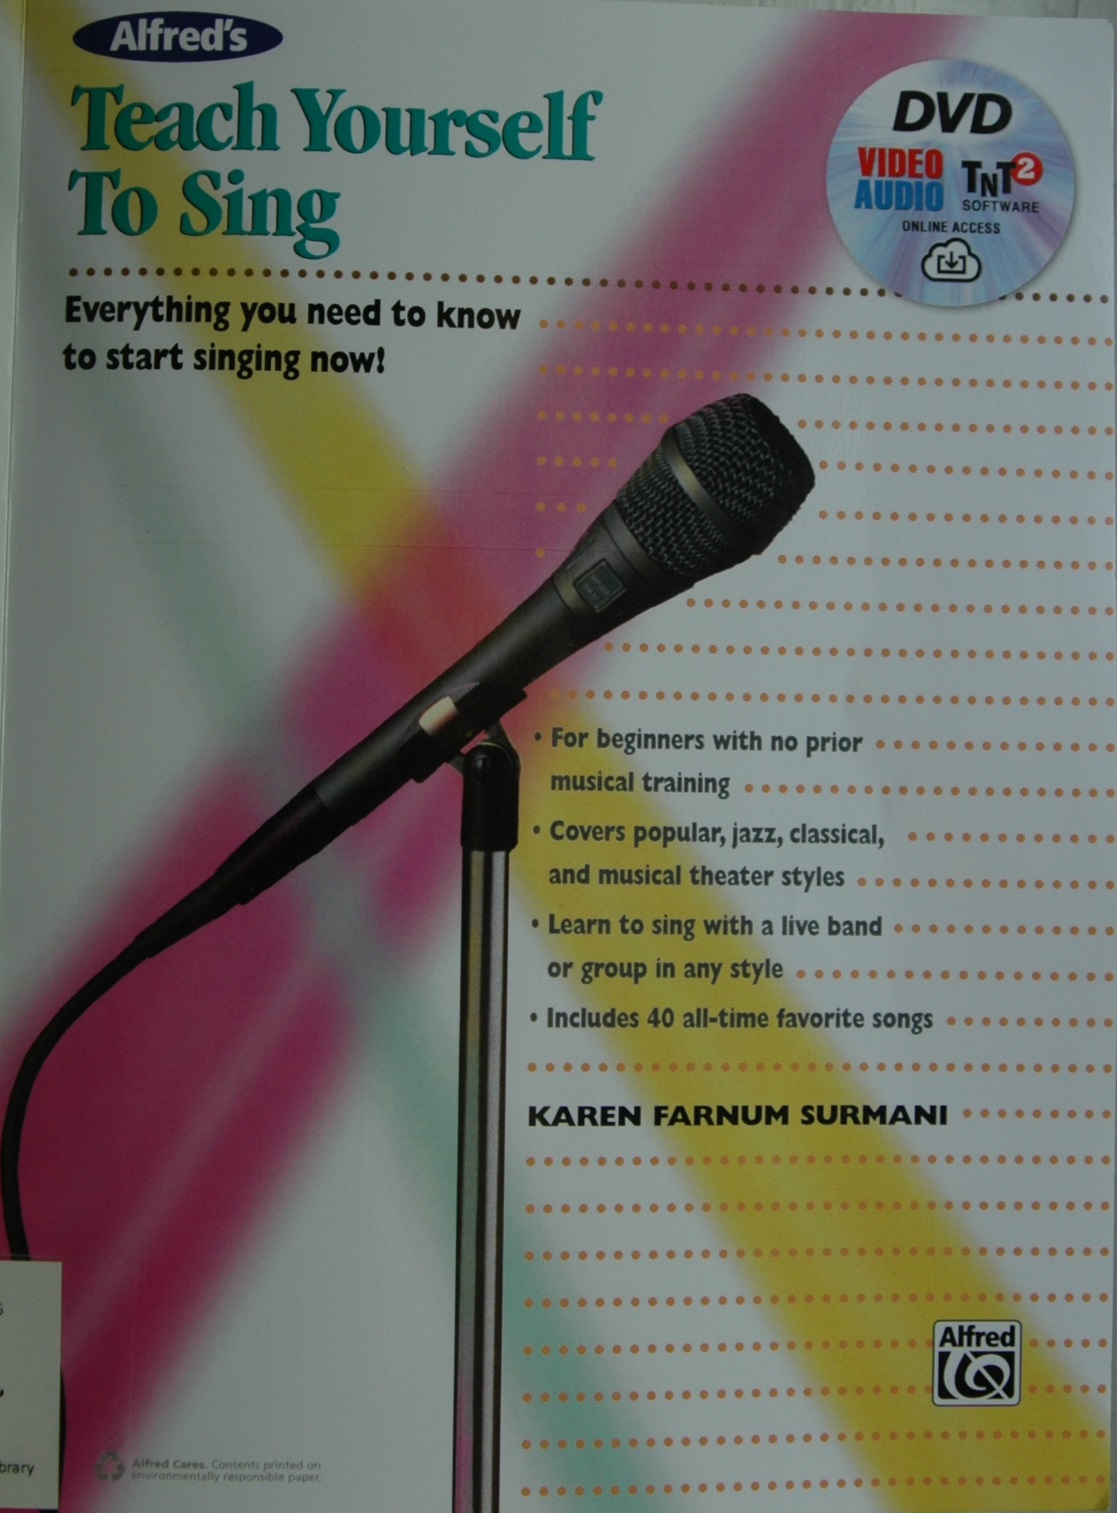 Alfred's
Teach Yourself
To Sing
DVD
VIDEO
AUDIO
TNT2
SOFTWARE
ONLINE ACCESS
Everything you need to know
to start singing now!
• For beginners with no prior
musical training
• Covers popular, jazz, classical,
and musical theater styles
• Learn to sing with a live band
or group in any style
• Includes 40 all-time favorite songs
KAREN FARNUM SURMANI
Alfred
Alfred Cares. Contents printed on
environmentally responsible paper.